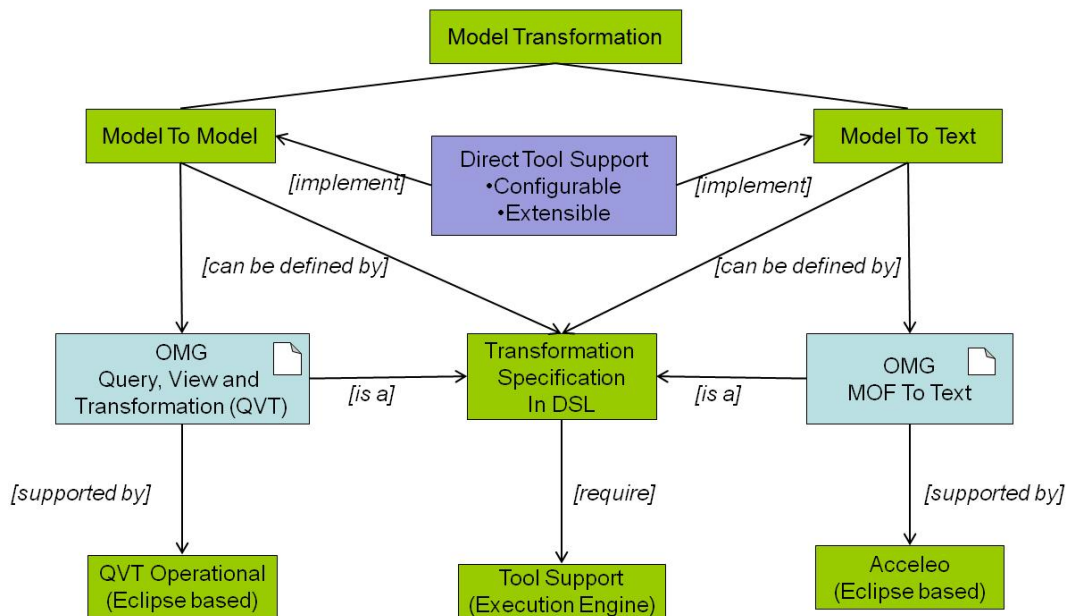 Model Transformation
Model To Model
Direct Tool Support
•Configurable
•Extensible
Model To Text
[implement]
[implement]
[can be defined by]
[can be defined by]
OMG
Query, View and
Transformation (QVT)
[is a]
Transformation
Specification
In DSL
[is a]
OMG
MOF To Text
[supported by]
[require]
[supported by]
QVT Operational
(Eclipse based)
Tool Support
(Execution Engine)
Acceleo
(Eclipse based)